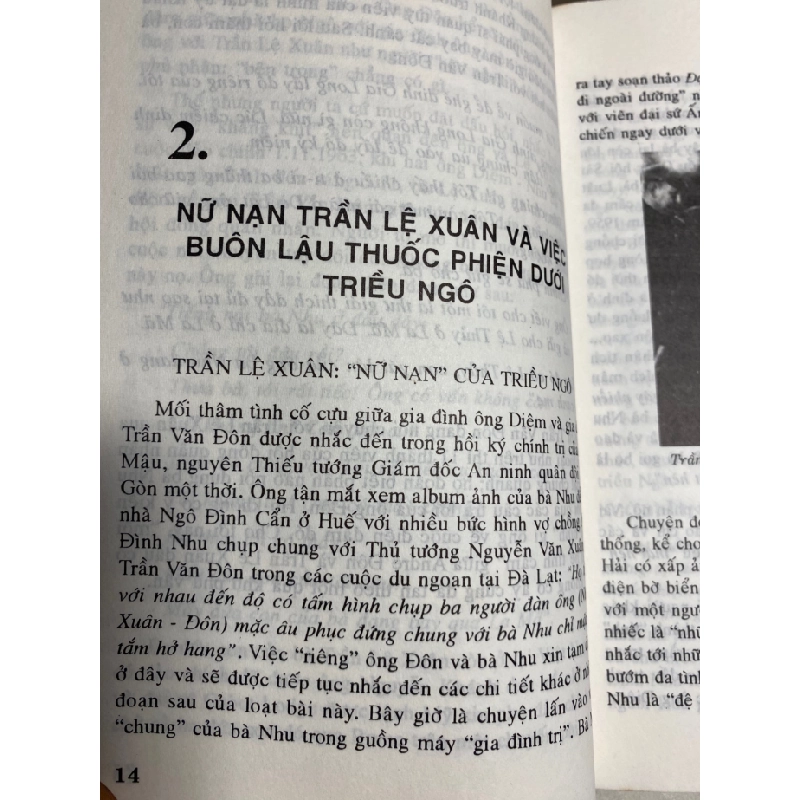 2.
NỮ NẠN TRẦN LỆ XUÂN VÀ VIỆC
BUÔN LẬU THUỐC PHIỆN DƯỚI
TRIỀU NGÔ
TRẦN LỆ XUÂN: “NỮ NẠN” CỦA TRIỀU NGÔ
Mối thâm tình cố cựu giữa gia đình ông Diệm và gia
Trần Văn Đôn được nhắc đến trong hồi ký chính trị của
Mậu, nguyên Thiếu tướng Giám đốc An ninh quân đội
Gòn một thời. Ông tận mắt xem album ảnh của bà Nhu
nhà Ngô Đình Cẩn ở Huế với nhiều bức hình vợ chồng
Đình Nhu chụp chung với Thủ tướng Nguyễn Văn Xuân
Trần Văn Đôn trong các cuộc du ngoạn tại Đà Lạt: “Họ
với nhau đến độ có tấm hình chụp ba người đàn ông
Xuân - Đôn) mặc âu phục đứng chung với bà Nhu chỉ
tắm hở hang”. Việc “riêng” ông Đôn và bà Nhu xin tạm
ở đây và sẽ được tiếp tục nhắc đến các chi tiết khác ở
đoạn sau của loạt bài này. Bây giờ là chuyện lấn vào
“chung” của bà Nhu trong guồng máy “gia đình trị”. Bà
14
ra tay soạn thảo
đi ngoài đường”
với viên đại sứ
chiến ngay dưới
Trần
Chuyện
thống, kể
Hải có xấp
điện bờ biển
với một
nhiếc là
nhắc tới
bướm đa
Nhu là “đệ